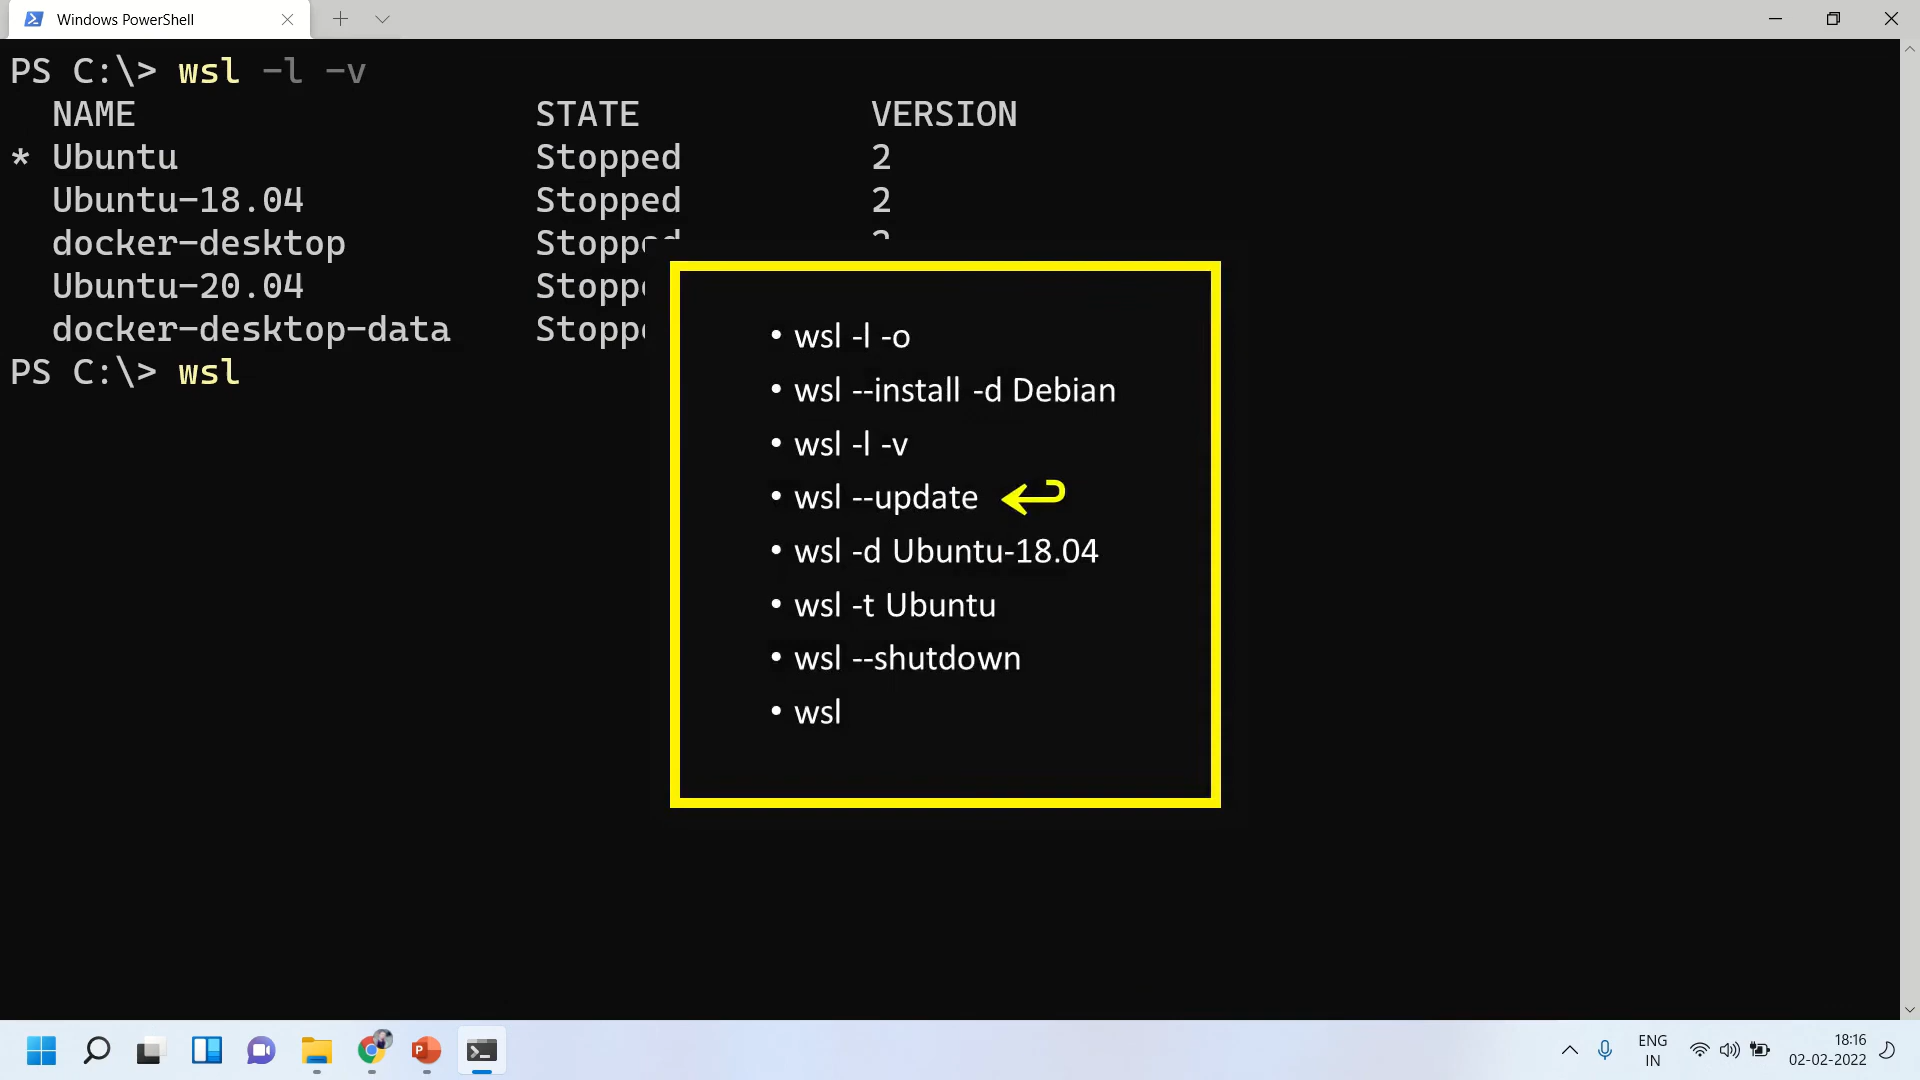 Windows PowerShell
PS C:\> wsl -l -v
NAME STATE VERSION
* Ubuntu Stopped 2
Ubuntu-18.04 Stopped 2
docker-desktop Stopped
Ubuntu-20.04
docker-desktop-data
PS C:\> wsl
• wsl -l -o
• wsl --install -d Debian
• wsl -l -v
• wsl --update
• wsl -d Ubuntu-18.04
• wsl -t Ubuntu
• wsl --shutdown
• wsl
ENG
IN
18:16
02-02-2022